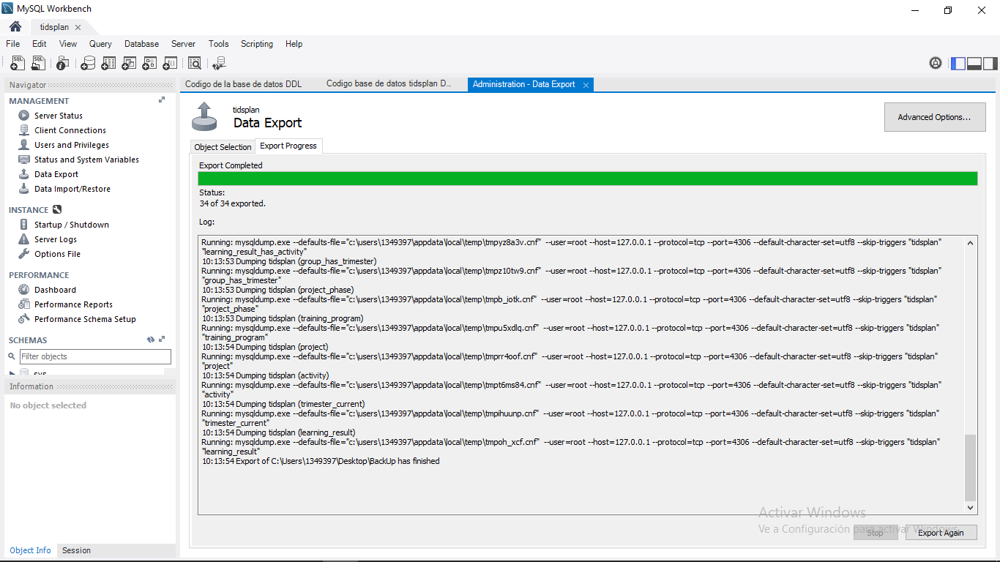 MySQL Workbench
tidsplan
File Edit View Query Database Server Tools Scripting Help
Navigator
MANAGEMENT
Server Status
Client Connections
Users and Privileges
Status and System Variables
Data Export
Data Import/Restore
INSTANCE
Startup / Shutdown
Server Logs
Options File
PERFORMANCE
Dashboard
Performance Reports
Performance Schema Setup
SCHEMAS
Filter objects
sys
Information
No object selected
Object Info Session
Codigo de la base de datos DDL Codigo base de datos tidsplan D... Administration - Data Export
tidsplan
Data Export
Advanced Options...
Object Selection Export Progress
Export Completed
Status:
34 of 34 exported.
Log:
Running: mysqldump.exe --defaults-file="c:\users\1349397\appdata\local\temp\tmpyz8a3v.cnf" --user=root --host=127.0.0.1 --protocol=tcp --port=4306 --default-character-set=utf8 --skip-triggers "tidsplan"
"learning_result_has_activity"
10:13:53 Dumping tidsplan (group_has_trimester)
Running: mysqldump.exe --defaults-file="c:\users\1349397\appdata\local\temp\tmpz10tw9.cnf" --user=root --host=127.0.0.1 --protocol=tcp --port=4306 --default-character-set=utf8 --skip-triggers "tidsplan"
"group_has_trimester"
10:13:53 Dumping tidsplan (project_phase)
Running: mysqldump.exe --defaults-file="c:\users\1349397\appdata\local\temp\tmpb_iotk.cnf" --user=root --host=127.0.0.1 --protocol=tcp --port=4306 --default-character-set=utf8 --skip-triggers "tidsplan"
"project_phase"
10:13:53 Dumping tidsplan (training_program)
Running: mysqldump.exe --defaults-file="c:\users\1349397\appdata\local\temp\tmpu5xdlq.cnf" --user=root --host=127.0.0.1 --protocol=tcp --port=4306 --default-character-set=utf8 --skip-triggers "tidsplan"
"training_program"
10:13:54 Dumping tidsplan (project)
Running: mysqldump.exe --defaults-file="c:\users\1349397\appdata\local\temp\tmprr4oof.cnf" --user=root --host=127.0.0.1 --protocol=tcp --port=4306 --default-character-set=utf8 --skip-triggers "tidsplan"
"project"
10:13:54 Dumping tidsplan (activity)
Running: mysqldump.exe --defaults-file="c:\users\1349397\appdata\local\temp\tmpt6ms84.cnf" --user=root --host=127.0.0.1 --protocol=tcp --port=4306 --default-character-set=utf8 --skip-triggers "tidsplan"
"activity"
10:13:54 Dumping tidsplan (trimester_current)
Running: mysqldump.exe --defaults-file="c:\users\1349397\appdata\local\temp\tmpihuunp.cnf" --user=root --host=127.0.0.1 --protocol=tcp --port=4306 --default-character-set=utf8 --skip-triggers "tidsplan"
"trimester_current"
10:13:54 Dumping tidsplan (learning_result)
Running: mysqldump.exe --defaults-file="c:\users\1349397\appdata\local\temp\tmpoh_xcf.cnf" --user=root --host=127.0.0.1 --protocol=tcp --port=4306 --default-character-set=utf8 --skip-triggers "tidsplan"
"learning_result"
10:13:54 Export of C:\Users\1349397\Desktop\BackUp has finished
Activar Windows
Ve a Configuración para activar Windows.
Stop Export Again